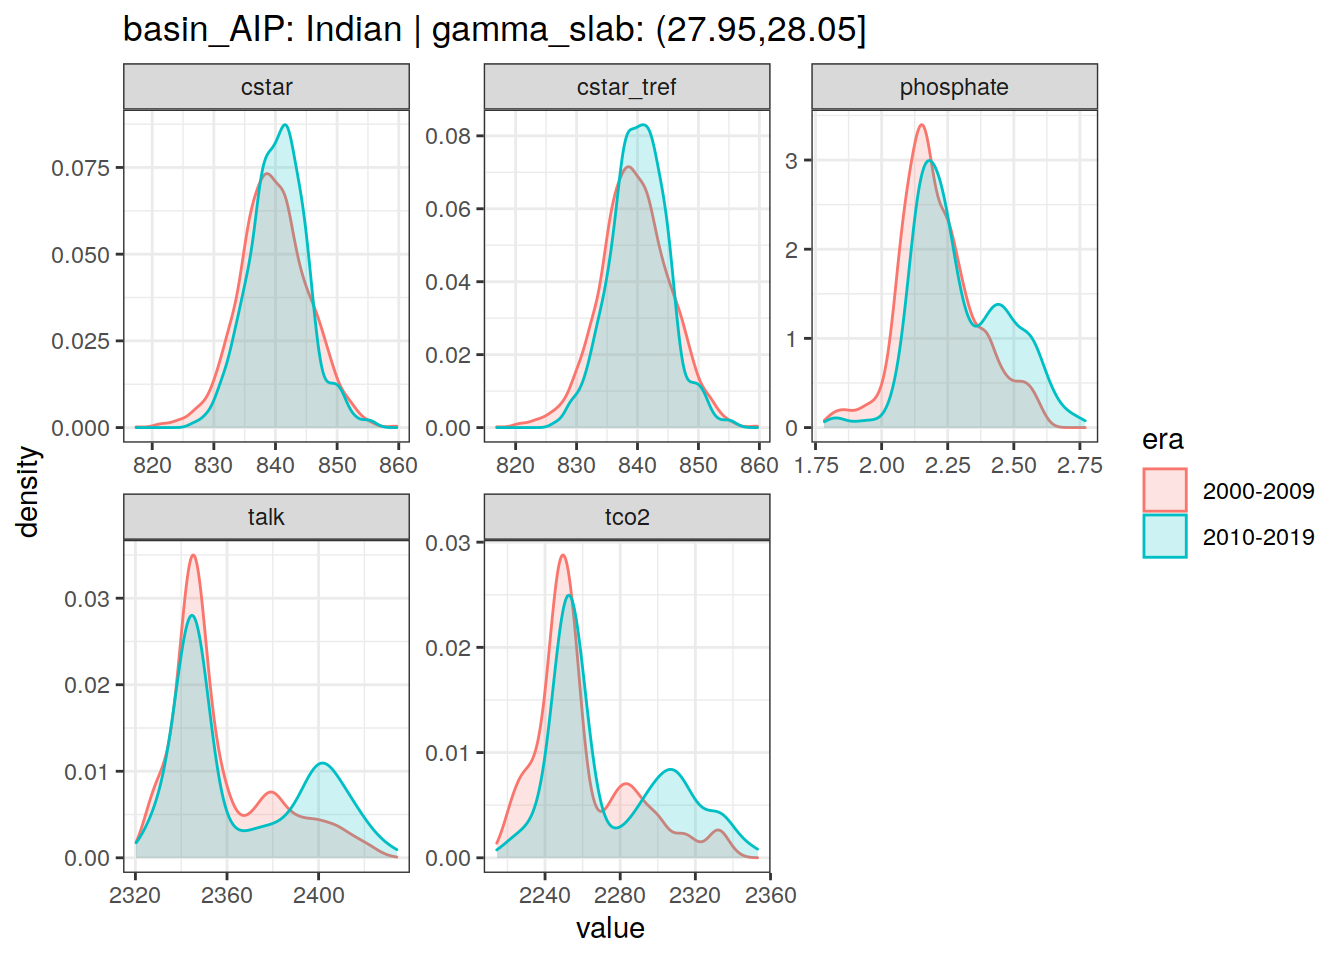 basin_AIP: Indian | gamma_slab: (27.95,28.05]
cstar
cstar_tref
phosphate
0.075
0.050
0.025
0.000
0.08
0.06
0.04
0.02
0.00
3
2
1
0
820 830 840 850 860
820 830 840 850 860
1.75 2.00 2.25 2.50 2.75
talk
tco2
0.03
0.02
0.01
0.00
0.03
0.02
0.01
0.00
2320 2360 2400
2240 2280 2320 2360
value
density
era
2000-2009
2010-2019